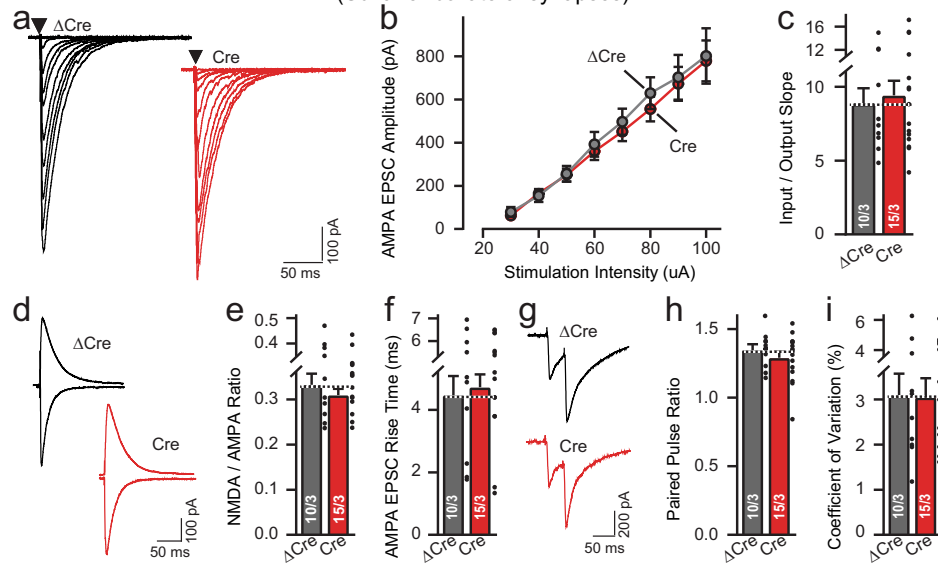 a
ΔCre
Cre
100 pA
50 ms
b
AMPA EPSC Amplitude (pA)
800
600
400
200
0
ΔCre
Cre
20
40
60
80
100
Stimulation Intensity (uA)
c
Input / Output Slope
16
12
10
5
0
10/3
15/3
ΔCre
Cre
d
ΔCre
Cre
100 pA
50 ms
e
NMDA / AMPA Ratio
0.5
0.4
0.3
0.2
0.1
0.0
10/3
15/3
ΔCre
Cre
f
AMPA EPSC Rise Time (ms)
7
6
4
2
0
10/3
15/3
ΔCre
Cre
g
ΔCre
Cre
200 pA
50 ms
h
Paired Pulse Ratio
1.5
1.0
0.5
0.0
10/3
15/3
ΔCre
Cre
i
Coefficient of Variation (%)
6
4
3
2
1
0
10/3
15/3
ΔCre
Cre